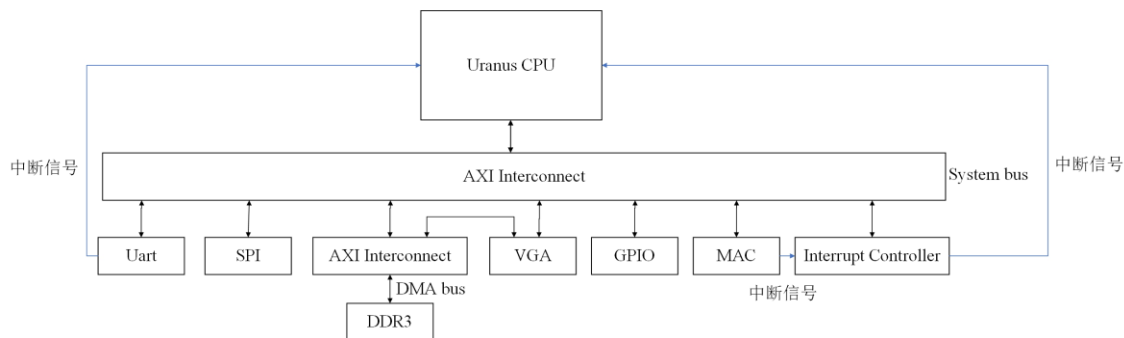 Uranus CPU
中断信号
AXI Interconnect
System bus
中断信号
Uart
SPI
AXI Interconnect
VGA
GPIO
MAC
Interrupt Controller
DMA bus
中断信号
DDR3